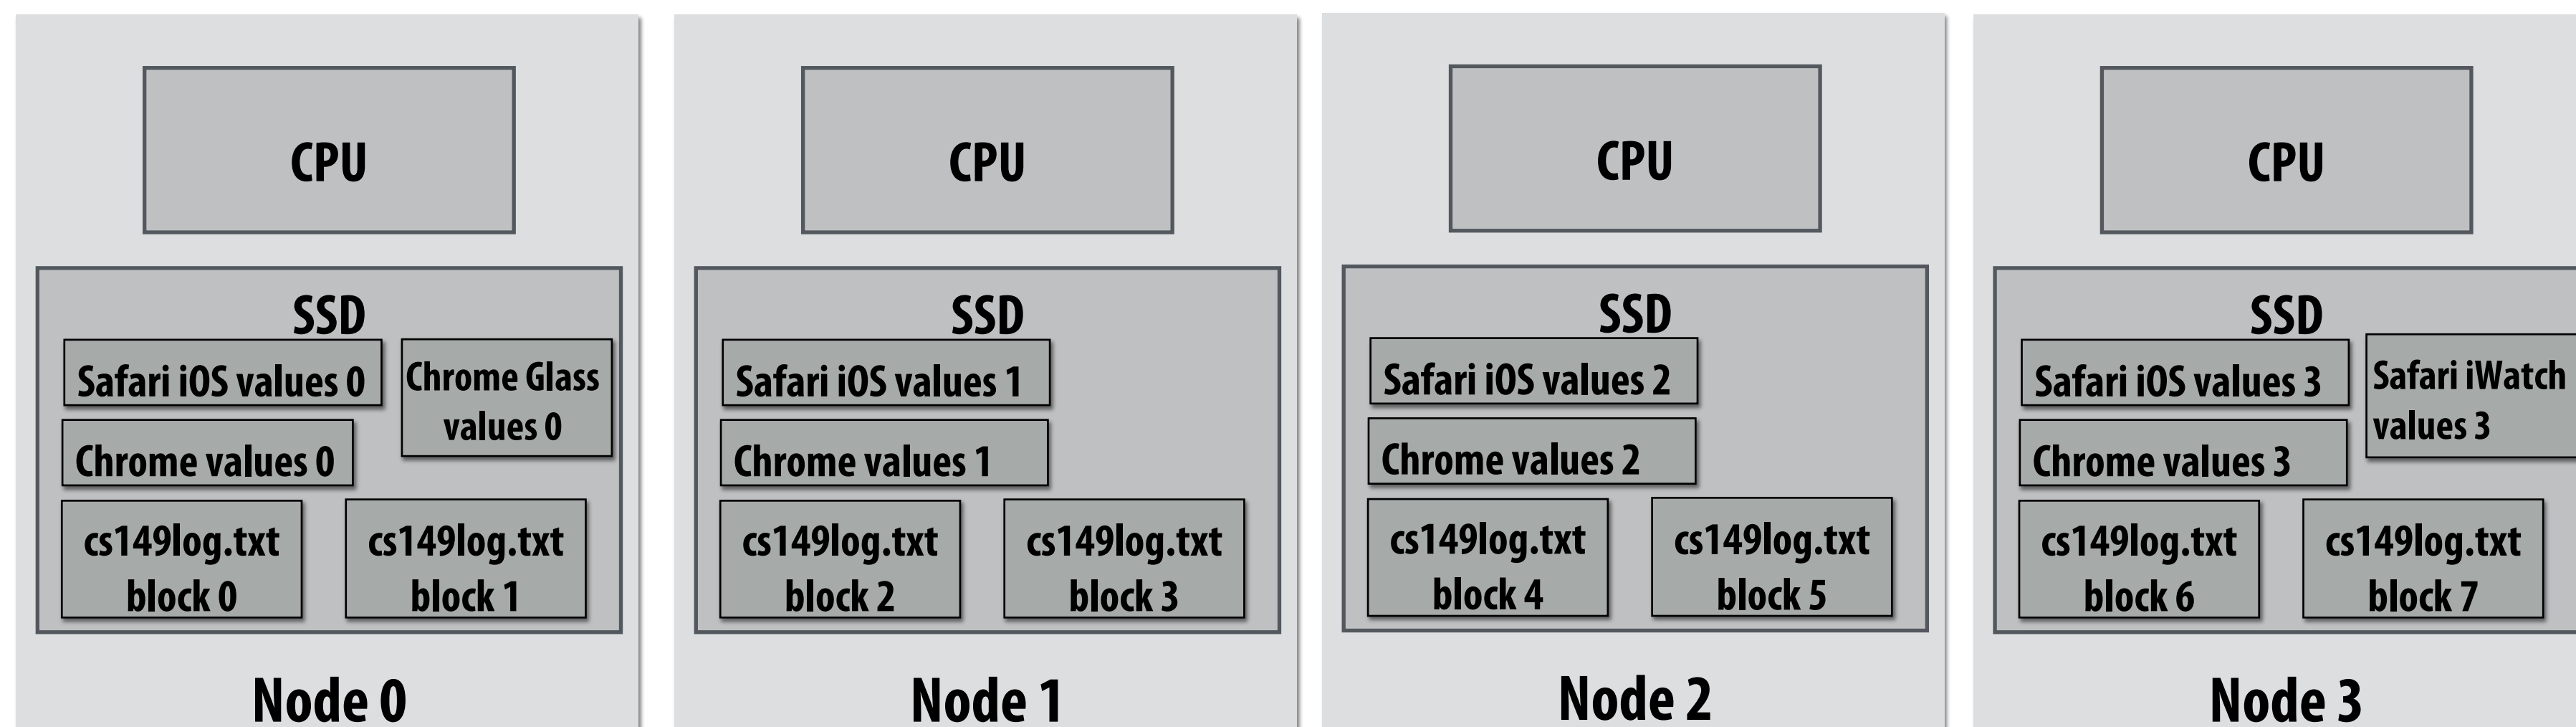 CPU
SSD
Safari iOS values 0
Chrome Glass
values 0
Chrome values 0
cs149log.txt
block 0
cs149log.txt
block 1
Node 0
CPU
SSD
Safari iOS values 1
Chrome values 1
cs149log.txt
block 2
cs149log.txt
block 3
Node 1
CPU
SSD
Safari iOS values 2
Chrome values 2
cs149log.txt
block 4
cs149log.txt
block 5
Node 2
CPU
SSD
Safari iOS values 3
Safari iWatch
values 3
Chrome values 3
cs149log.txt
block 6
cs149log.txt
block 7
Node 3